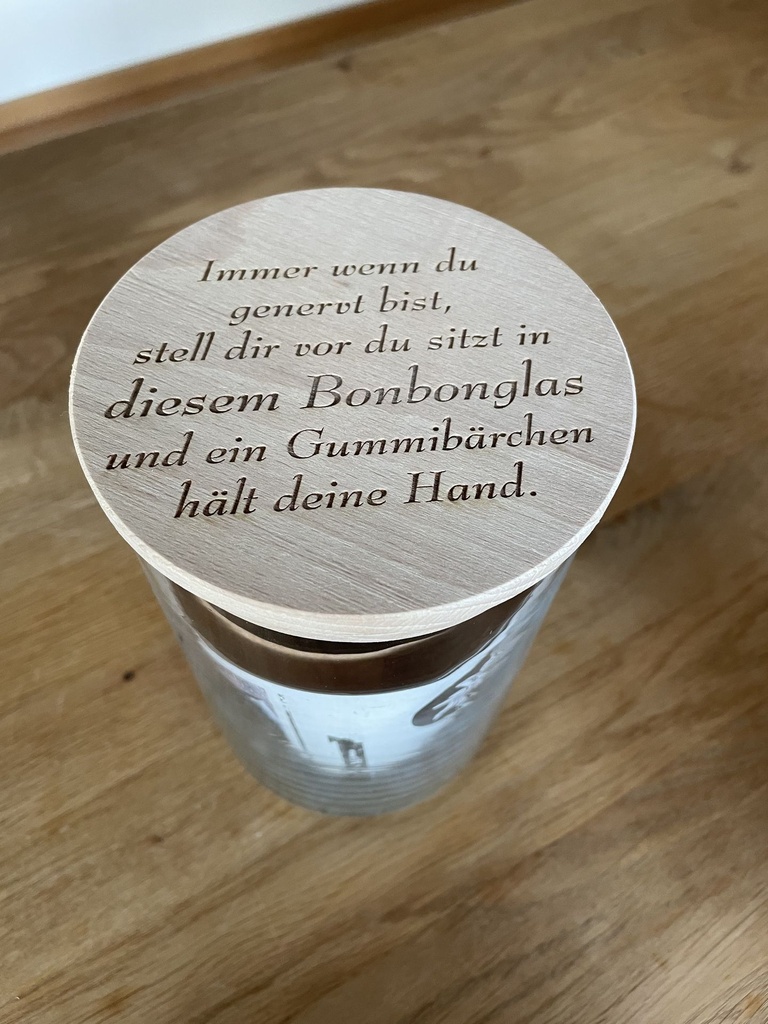 Immer wenn du
genervt bist,
stell dir vor du sitzt in
diesem Bonbonglas
und ein Gummibärchen
hält deine Hand.